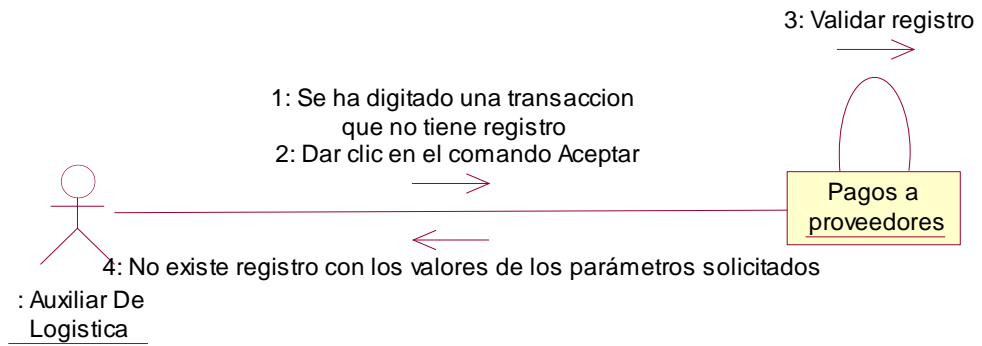 3: Validar registro
1: Se ha digitado una transaccion
que no tiene registro
2: Dar clic en el comando Aceptar
Pagos a
proveedores
4: No existe registro con los valores de los parámetros solicitados
: Auxiliar De
Logistica